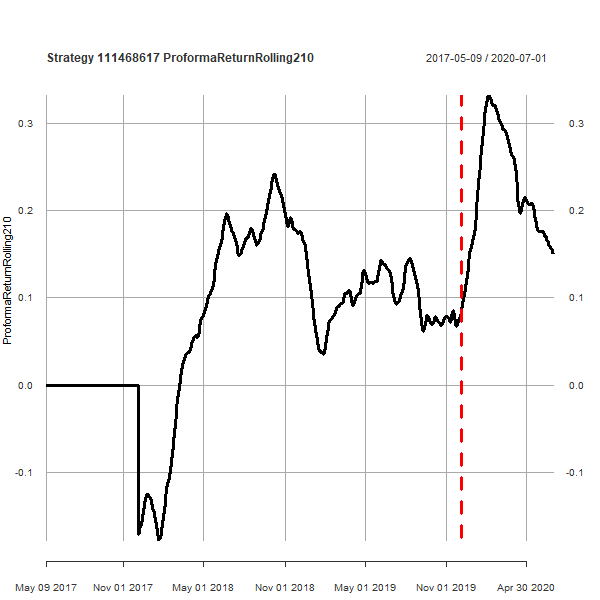 Strategy 111468617 ProformaReturnRolling210
2017-05-09 / 2020-07-01
ProformaReturnRolling210
0.3
0.3
0.2
0.2
0.1
0.1
0.0
0.0
-0.1
-0.1
May 09 2017
Nov 01 2017
May 01 2018
Nov 01 2018
May 01 2019
Nov 01 2019
Apr 30 2020